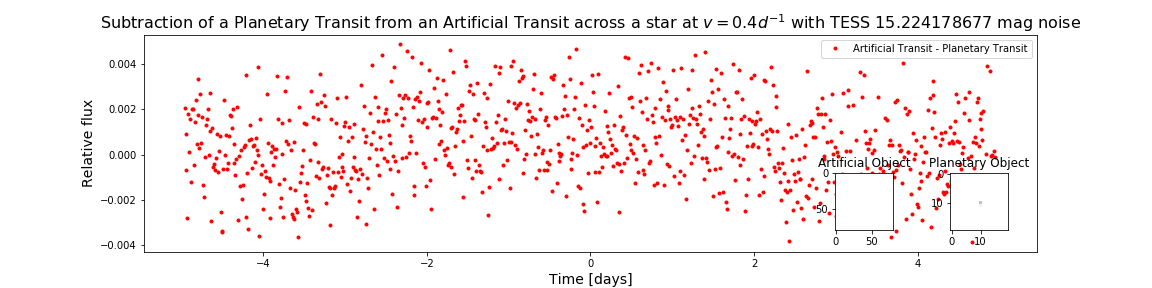 Subtraction of a Planetary Transit from an Artificial Transit across a star at v = 0.4d⁻¹ with TESS 15.224178677 mag noise
Artificial Transit - Planetary Transit
Relative flux
0.004
0.002
0.000
−0.002
−0.004
Artificial Object
0
50
0 50
Planetary Object
0
10
0 10
−4 −2 0 2 4
Time [days]